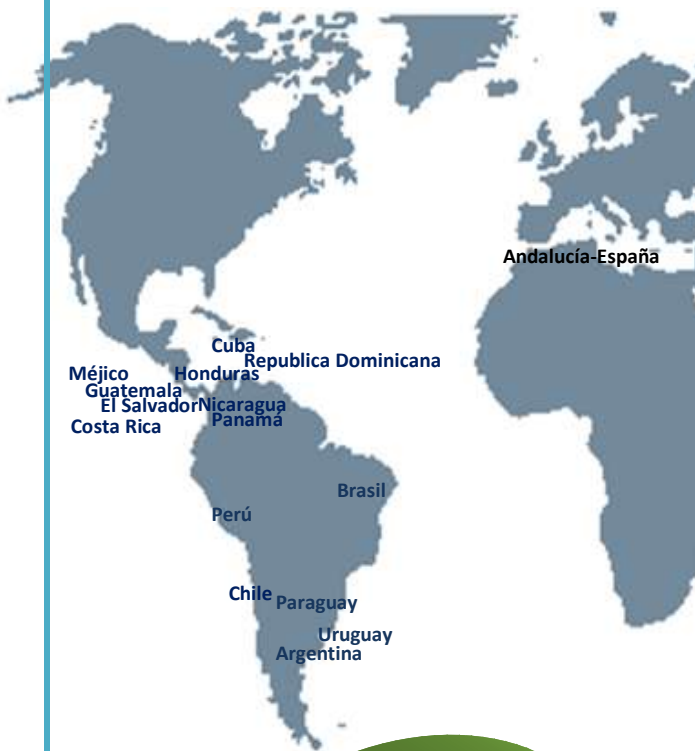 Andalucía-España
Cuba
Republica Dominicana
Méjico
Honduras
Guatemala
El Salvador
Nicaragua
Panamá
Costa Rica
Brasil
Perú
Chile
Paraguay
Uruguay
Argentina